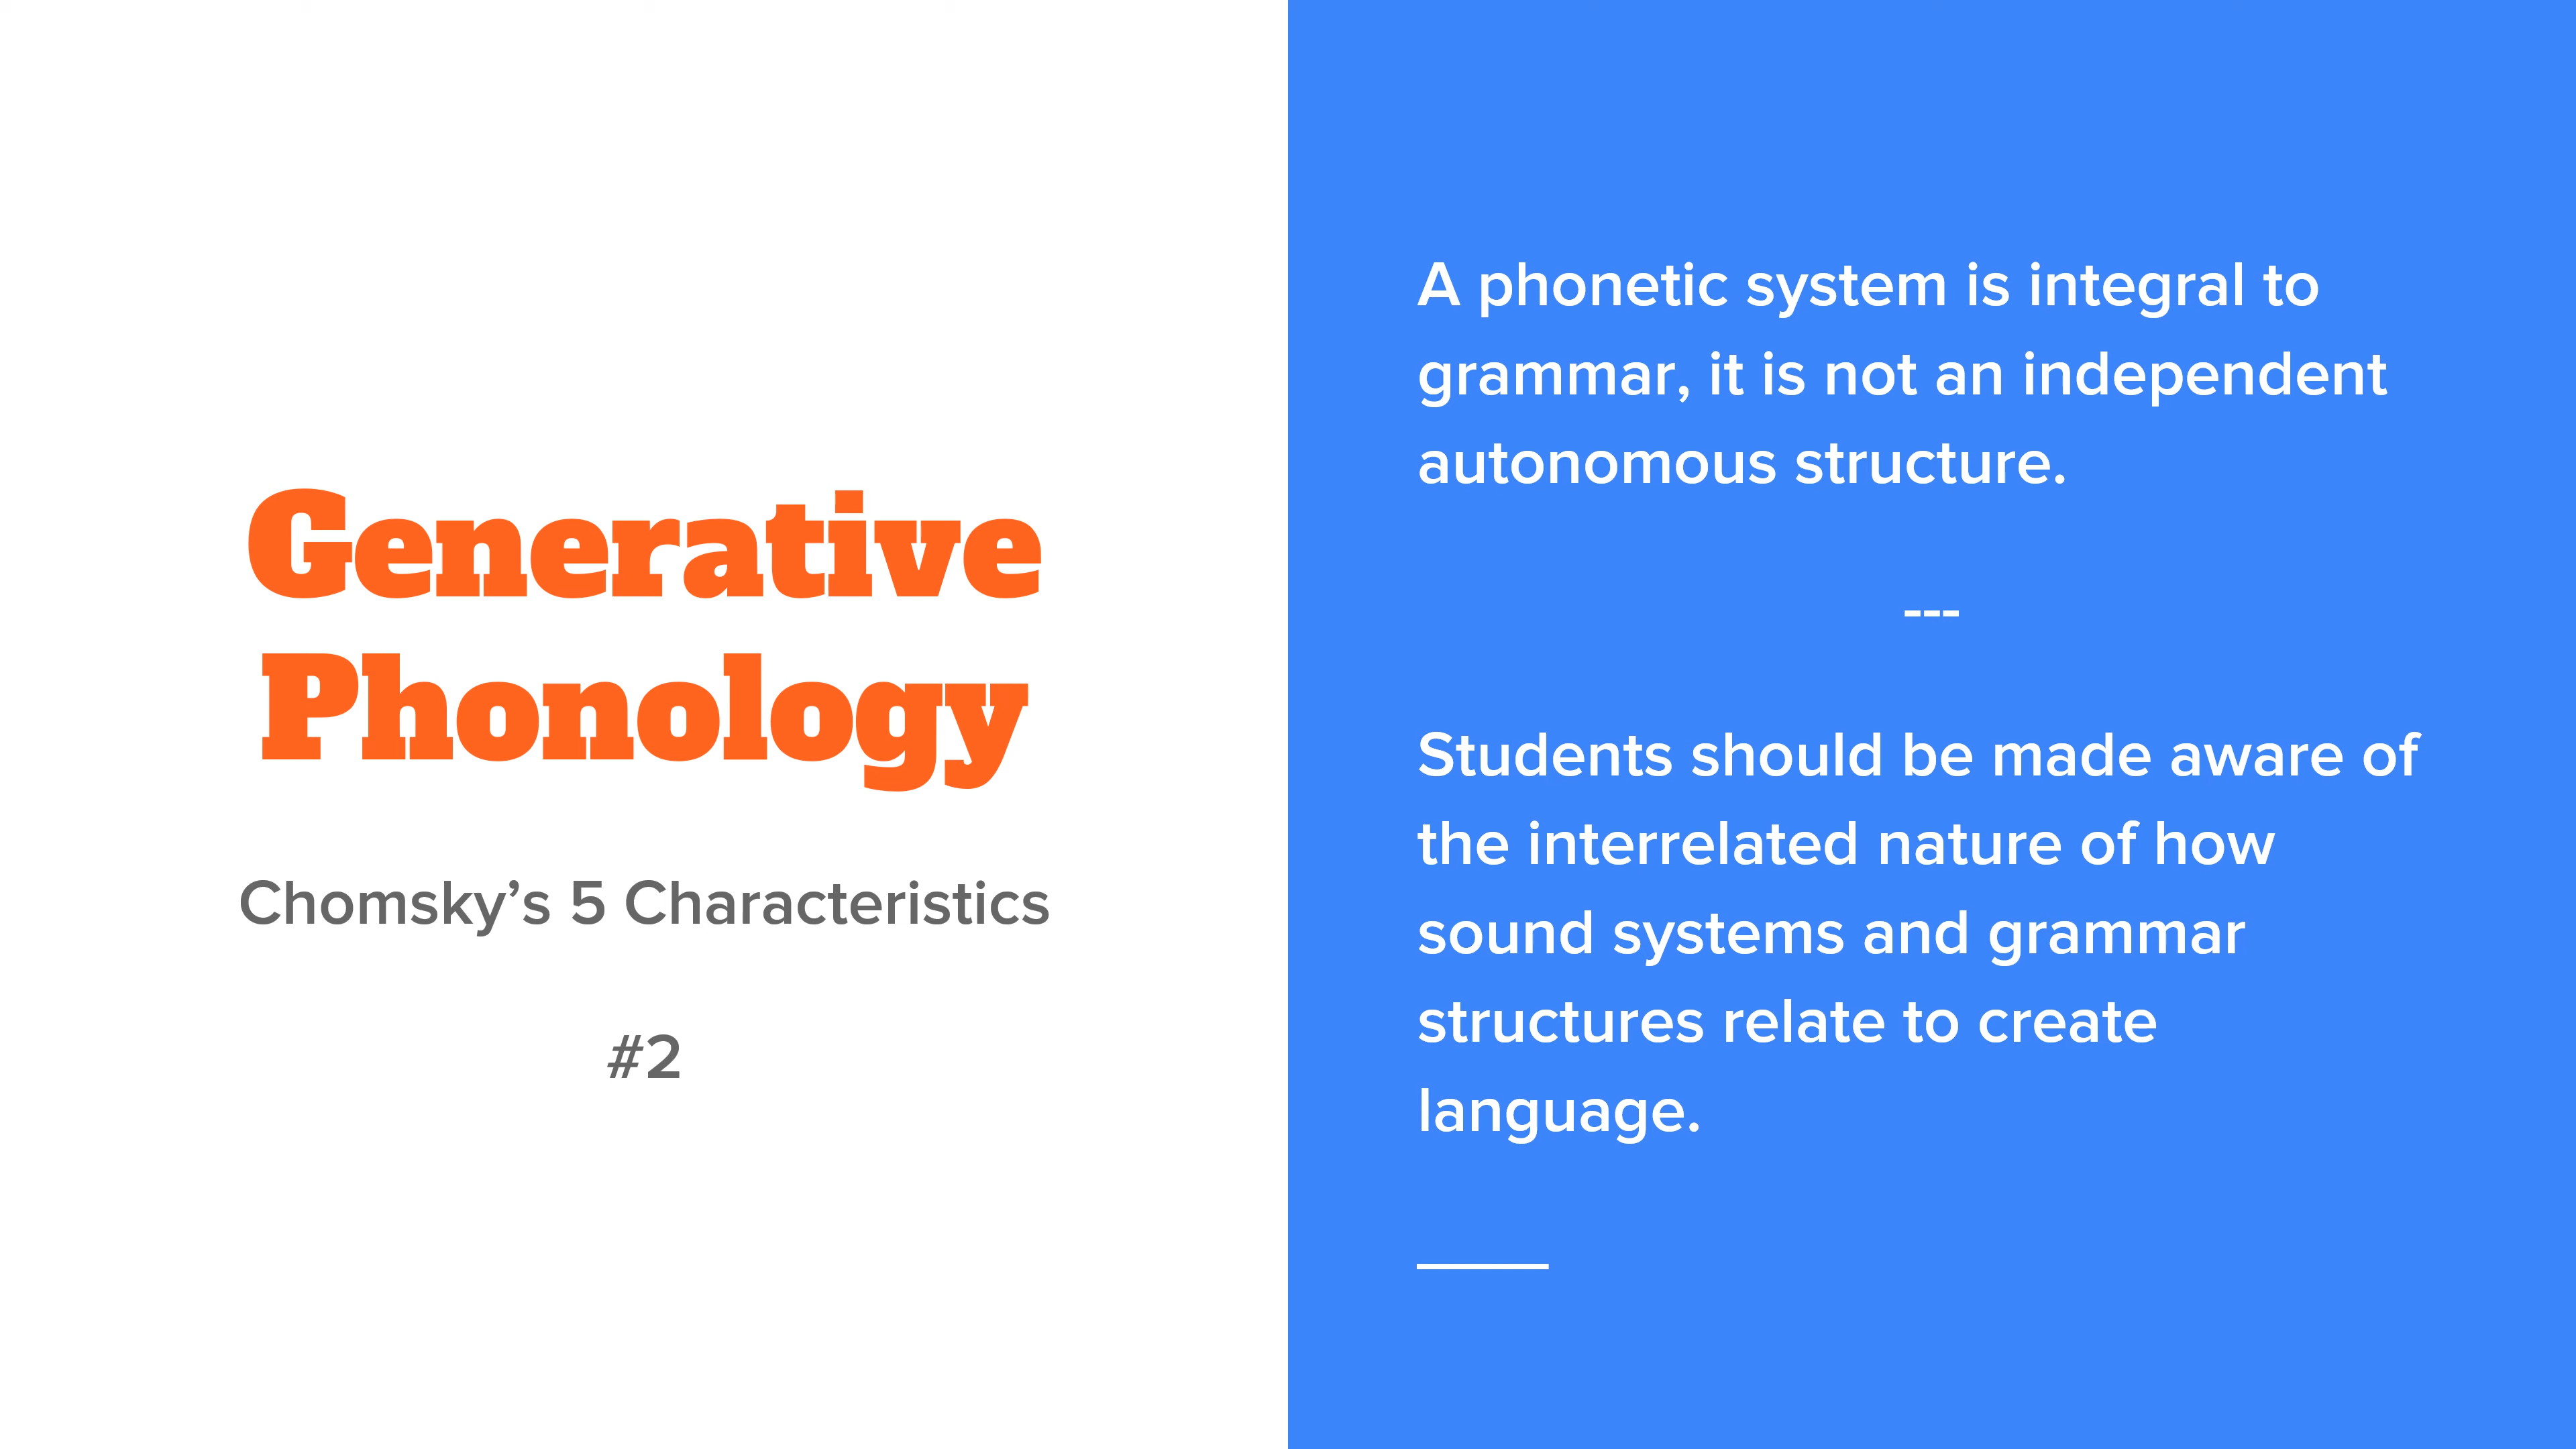 Generative
Phonology
Chomsky’s 5 Characteristics
#2
A phonetic system is integral to
grammar, it is not an independent
autonomous structure.
---
Students should be made aware of
the interrelated nature of how
sound systems and grammar
structures relate to create
language.